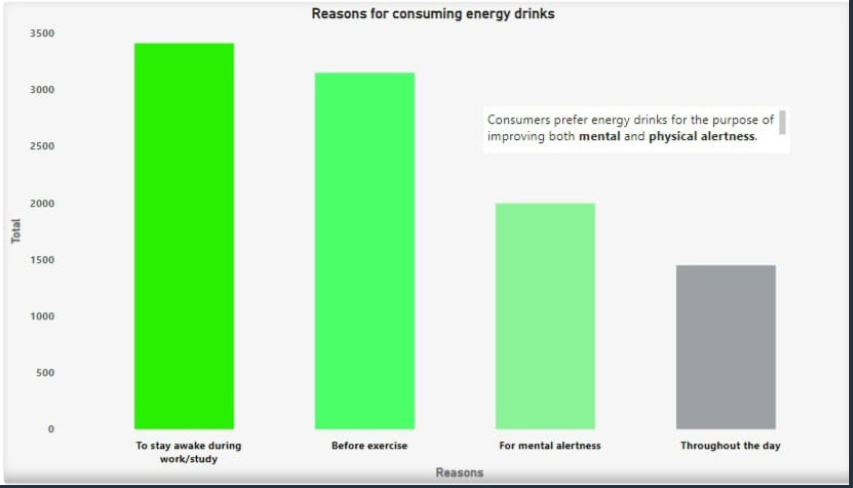 Reasons for consuming energy drinks
3500
3000
2500
2000
1500
1000
500
0
Total
Consumers prefer energy drinks for the purpose of
improving both mental and physical alertness.
To stay awake during
work/study
Before exercise
For mental alertness
Throughout the day
Reasons